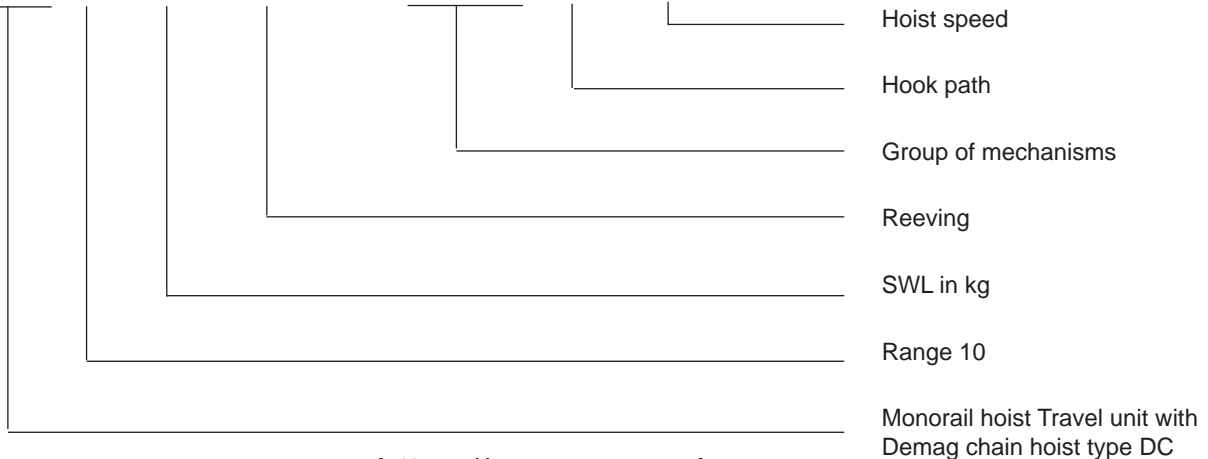 Hoist speed
Hook path
Group of mechanisms
Reeving
SWL in kg
Range 10
Monorail hoist Travel unit with
Demag chain hoist type DC